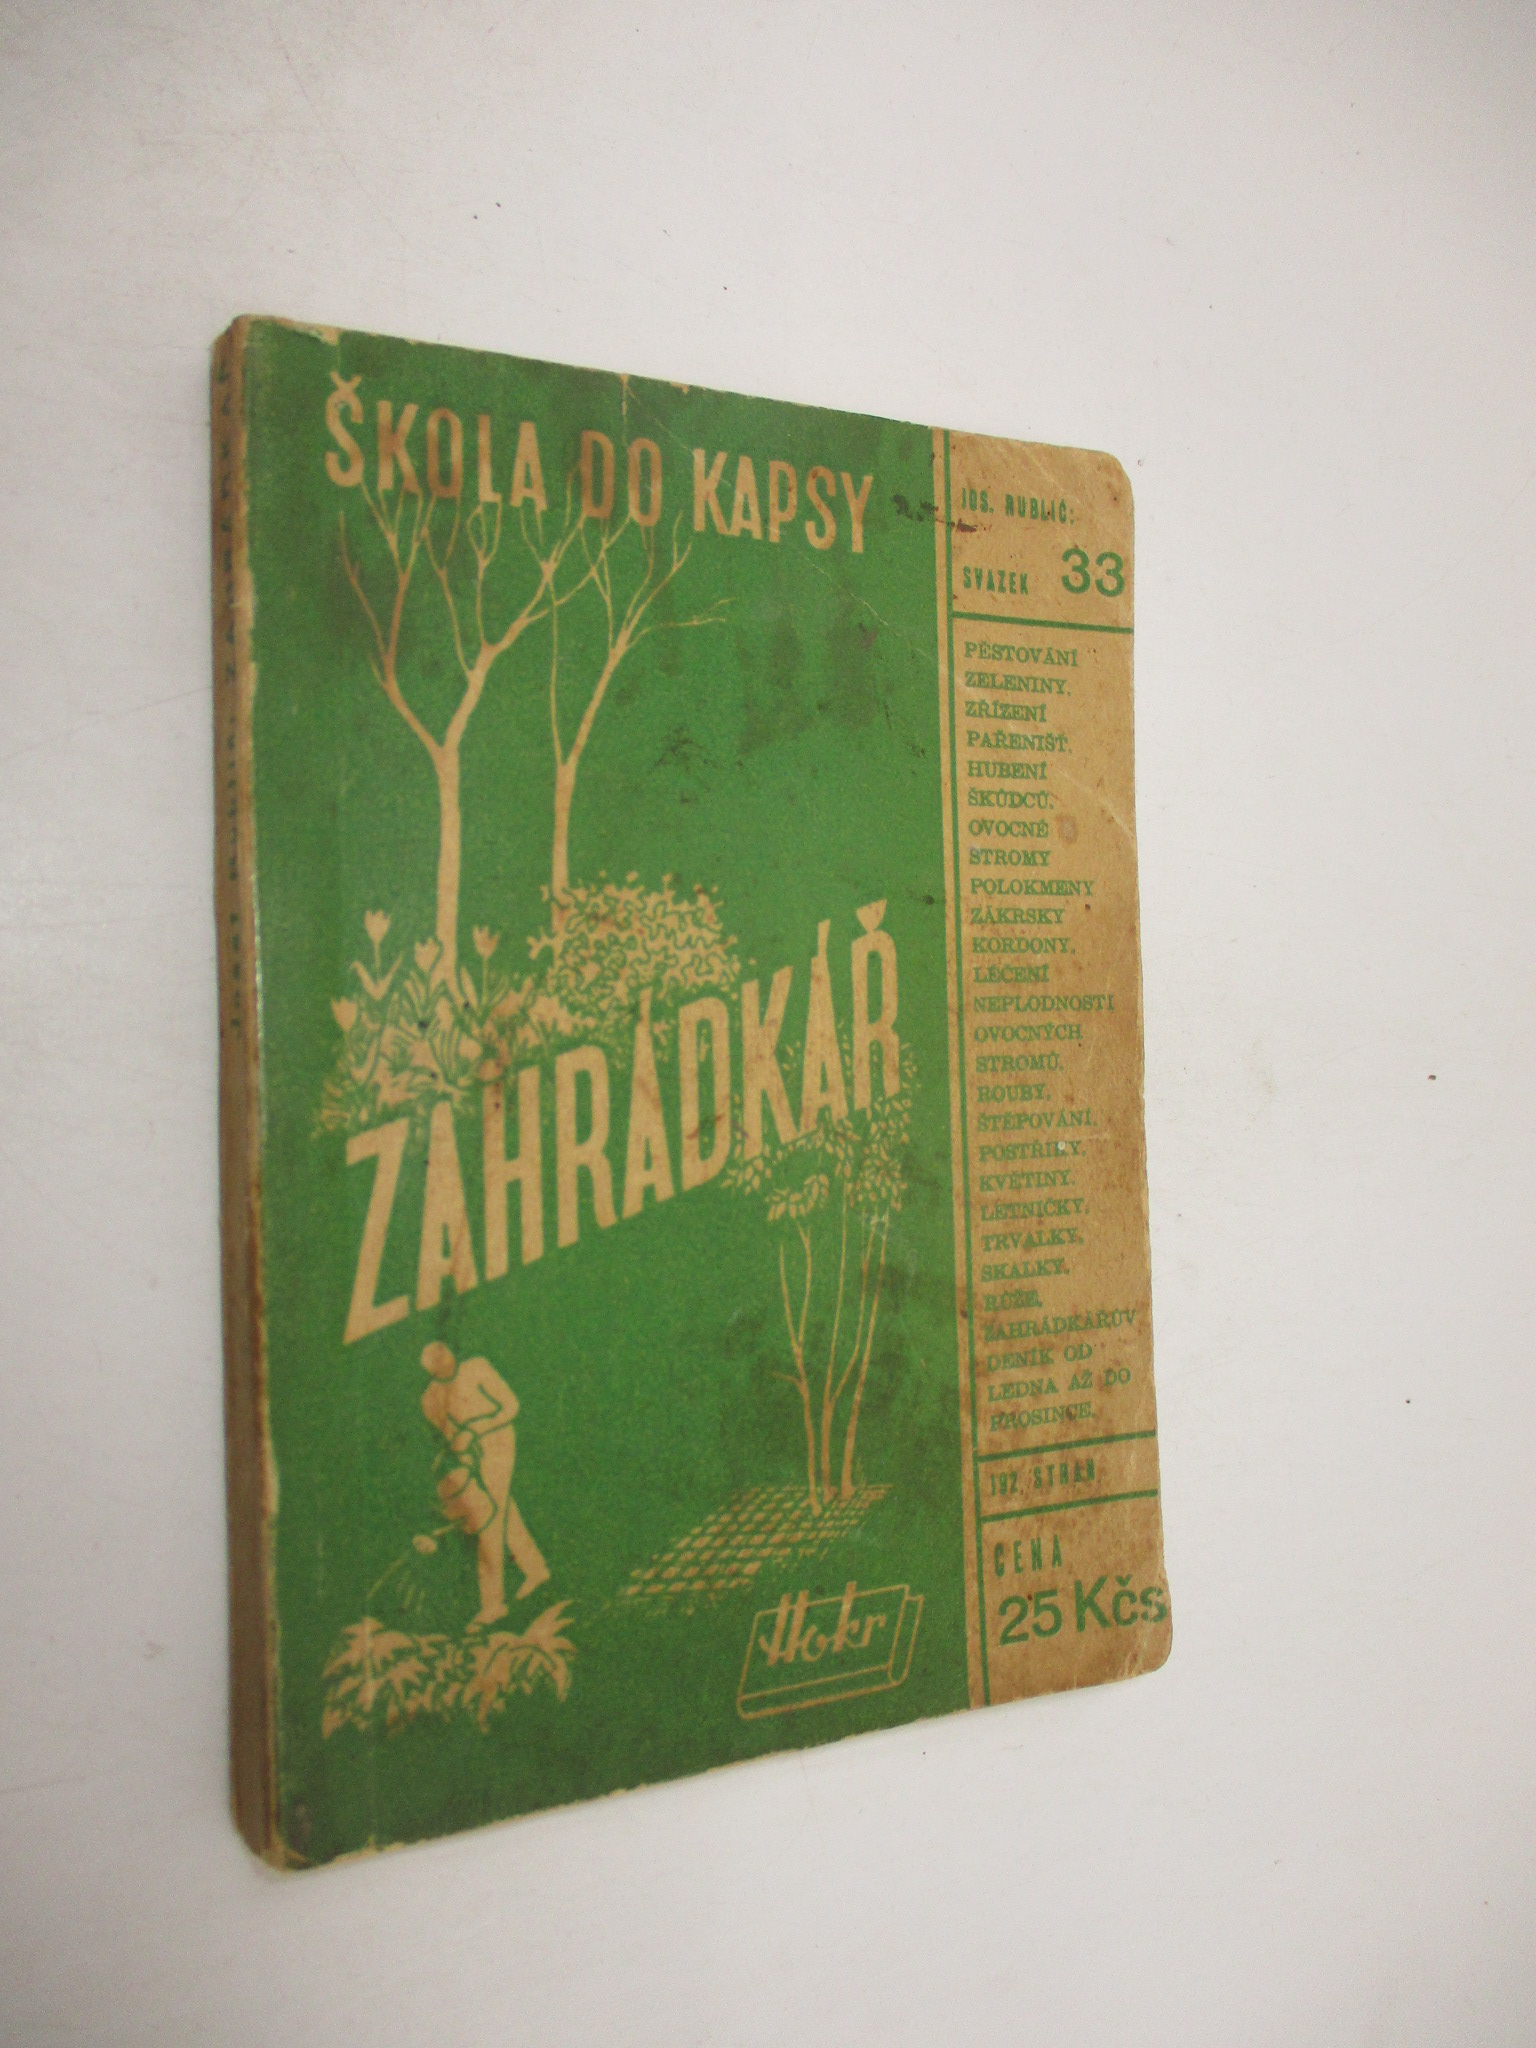 ŠKOLA DO KAPSY
ZAHRÁDKÁŘ
Hokr
JOS. RUBLIČ:
SVAZEK 33
PĚSTOVÁNÍ
ZELENINY,
ZŘÍZENÍ
PAŘENIŠŤ,
HUBENÍ
ŠKŮDCŮ,
OVOCNÉ
STROMY
POLOKMENY
ZÁKRSKY
KORDONY,
LÉČENÍ
NEPLODNOSTI
OVOCNÝCH
STROMŮ,
ROUBY,
ŠTĚPOVÁNÍ,
POSTŘIKY,
KVĚTINY,
LETNIČKY,
TRVALKY,
SKALKY,
RŮŽE,
ZAHRÁDKÁŘŮV
DENÍK OD
LEDNA AŽ DO
PROSINCE,
192, STRAN
CENA
25 Kčs